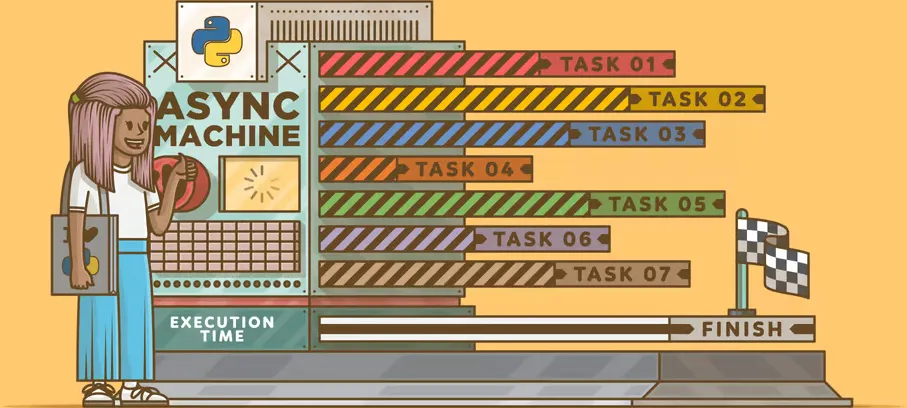 ASYNC
MACHINE
TASK 01
TASK 02
TASK 03
TASK 04
TASK 05
TASK 06
TASK 07
EXECUTION
TIME
FINISH